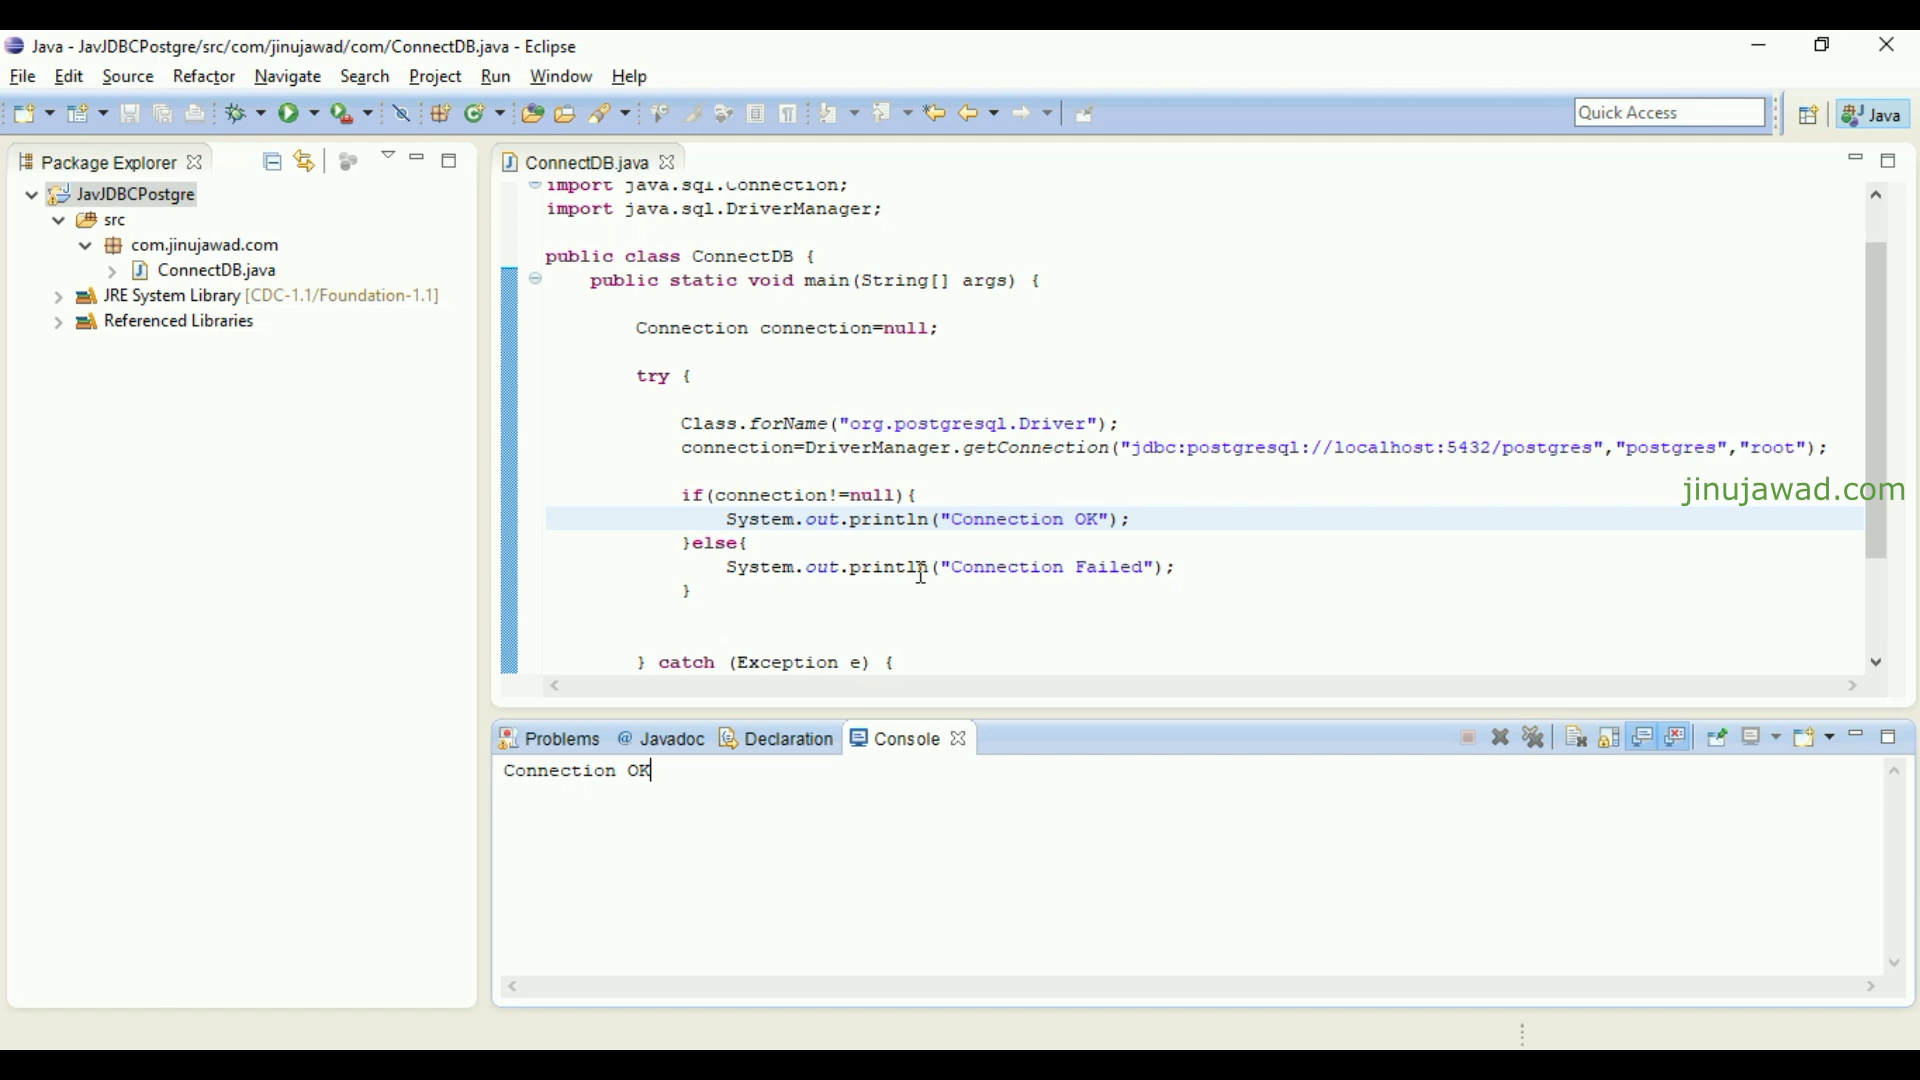 Java - JavJDBCPostgre/src/com/jinujawad/com/ConnectDB.java - Eclipse
File Edit Source Refactor Navigate Search Project Run Window Help
Quick Access
Java
Package Explorer
JavJDBCPostgre
src
com.jinujawad.com
ConnectDB.java
JRE System Library [CDC-1.1/Foundation-1.1]
Referenced Libraries
ConnectDB.java
import java.sql.Connection;
import java.sql.DriverManager;
public class ConnectDB {
public static void main(String[] args) {
Connection connection=null;
try {
Class.forName("org.postgresql.Driver");
connection=DriverManager.getConnection("jdbc:postgresql://localhost:5432/postgres","postgres","root");
if(connection!=null){
jinujawad.com
System.out.println("Connection OK");
}else{
System.out.println("Connection Failed");
}
} catch (Exception e) {
Problems @ Javadoc Declaration Console
Connection OK